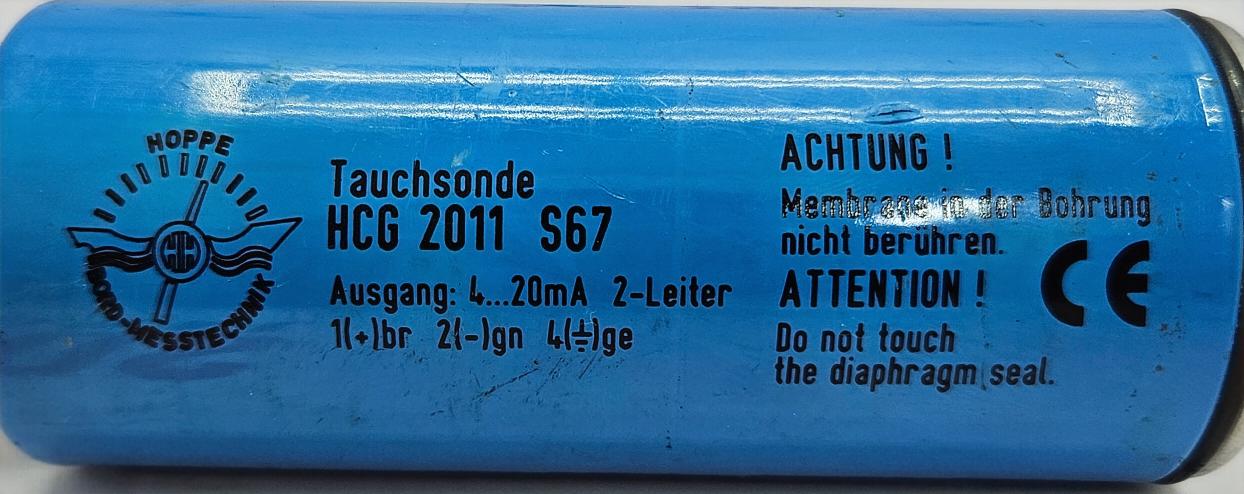 HOPPE
BORD-MESSTECHNIK
Tauchsonde
HCG 2011 S67
Ausgang: 4...20mA 2-Leiter
1(+)br 2(-)gn 4(⏚)ge
ACHTUNG !
Membrane in der Bohrung
nicht berühren.
ATTENTION !
Do not touch
the diaphragm seal.
CE